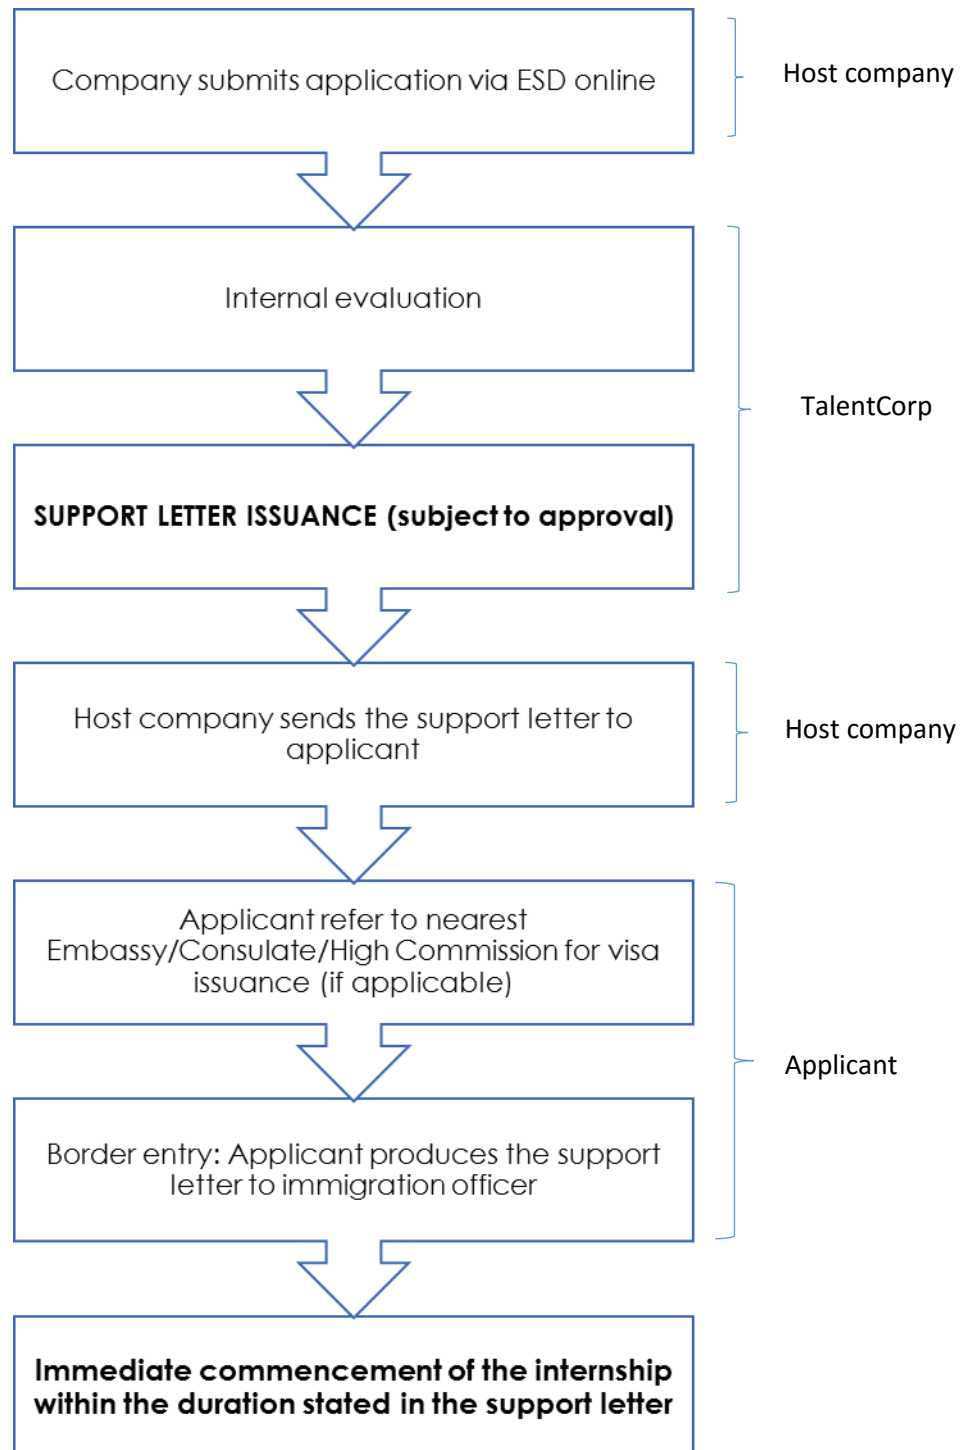 Company submits application via ESD online
Host company
Internal evaluation
TalentCorp
SUPPORT LETTER ISSUANCE (subject to approval)
Host company sends the support letter to
applicant
Host company
Applicant refer to nearest
Embassy/Consulate/High Commission for visa
issuance (if applicable)
Applicant
Border entry: Applicant produces the support
letter to immigration officer
Immediate commencement of the internship
within the duration stated in the support letter